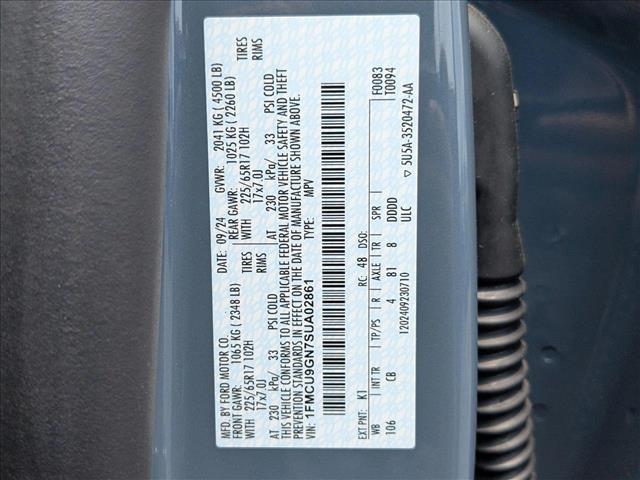 MFD. BY FORD MOTOR CO.
DATE: 09/24 GVWR: 2041 KG ( 4500 LB)
FRONT GAWR: 1065 KG ( 2348 LB) REAR GAWR: 1025 KG ( 2260 LB)
WITH 225/65R17 102H TIRES WITH 225/65R17 102H TIRES
17x7.0J RIMS 17x7.0J RIMS
AT 230 kPa/ 33 PSI COLD AT 230 kPa/ 33 PSI COLD
THIS VEHICLE CONFORMS TO ALL APPLICABLE FEDERAL MOTOR VEHICLE SAFETY AND THEFT
PREVENTION STANDARDS IN EFFECT ON THE DATE OF MANUFACTURE SHOWN ABOVE.
VIN: 1FMCU9GN7SUA02861 TYPE: MPV
F0083
T0094
EXT PNT: K1 RC: 48 DSO:
WB INT TR TP/PS R AXLE TR SPR
106 CB 4 81 8 DDDD
1202409230710 ULC ▽ 5U5A-3520472-AA